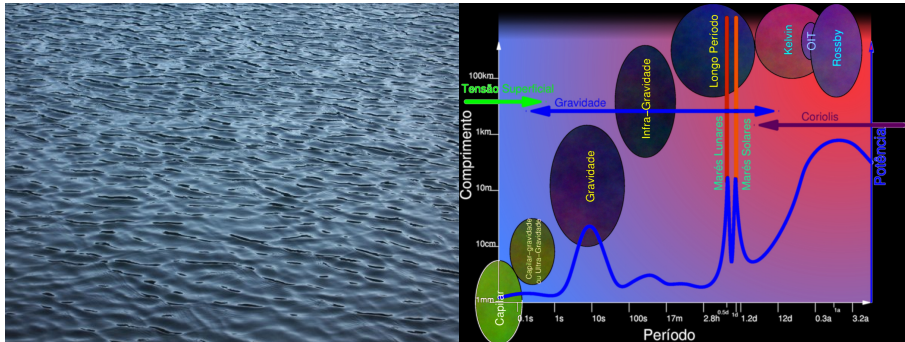 Longo Período
Kelvin
OIT
Rossby
100km
Tensão Superficial
Gravidade
Infra-Gravidade
Coriolis
Comprimento
1km
Marés Lunares
Marés Solares
Potência
Gravidade
10m
10cm
Capilar-gravidade
ou Ultra-Gravidade
Capilar
1mm
0.1s
1s
10s
100s
17m
2.8h
0.5d
1d
1.2d
12d
0.3a
1a
3.2a
Período